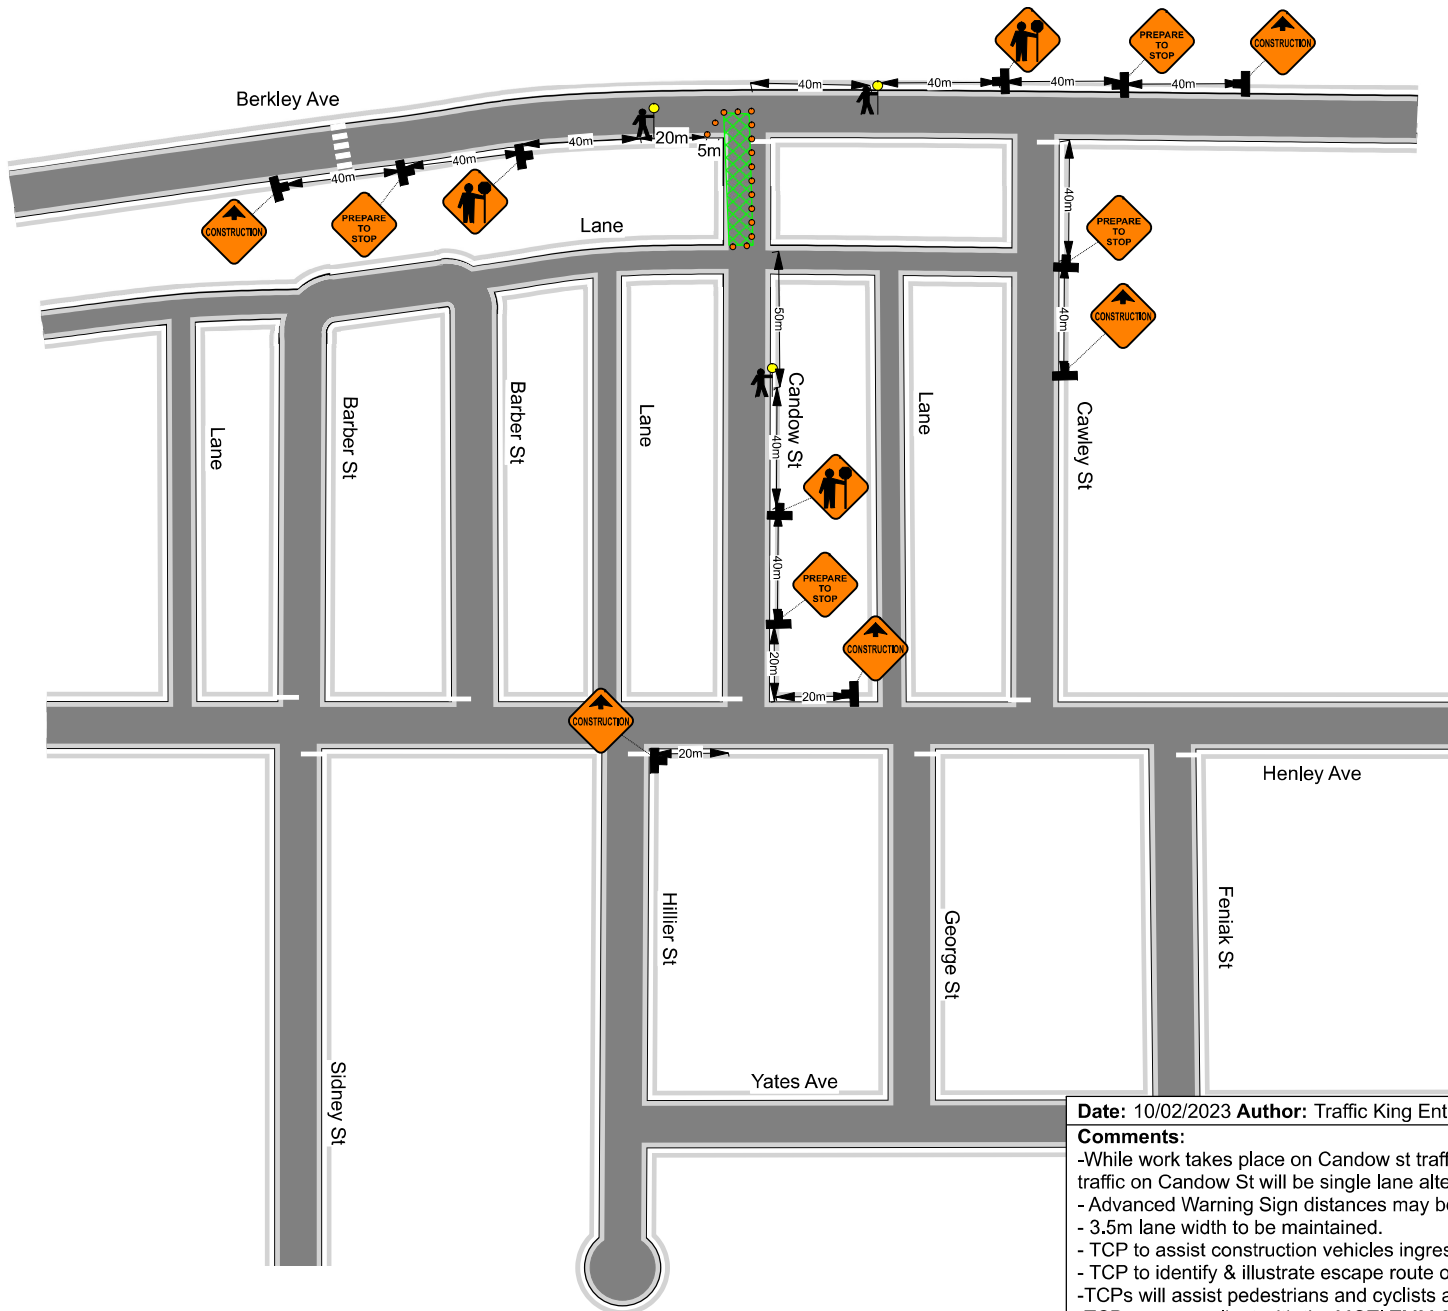 Berkley Ave
PREPARE
TO
STOP
CONSTRUCTION
40m
40m
40m
40m
20m
5m
40m
40m
40m
CONSTRUCTION
PREPARE
TO
STOP
Lane
40m
PREPARE
TO
STOP
CONSTRUCTION
40m
50m
Lane
Barber St
Barber St
Lane
Candow St
Lane
Cawley St
40m
40m
PREPARE
TO
STOP
20m
CONSTRUCTION
20m
CONSTRUCTION
20m
Henley Ave
Hillier St
George St
Feniak St
Sidney St
Yates Ave
Date: 10/02/2023 Author: Traffic King Ent
Comments:
-While work takes place on Candow st traff
traffic on Candow St will be single lane alte
- Advanced Warning Sign distances may be
- 3.5m lane width to be maintained.
- TCP to assist construction vehicles ingres
- TCP to identify & illustrate escape route o
-TCPs will assist pedestrians and cyclists a